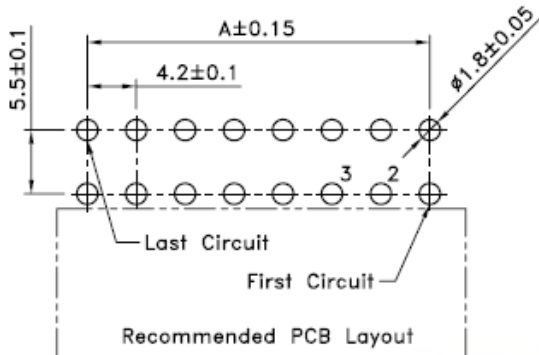 A±0.15
4.2±0.1
ø1.8±0.05
5.5±0.1
3 2
Last Circuit
First Circuit
Recommended PCB Layout